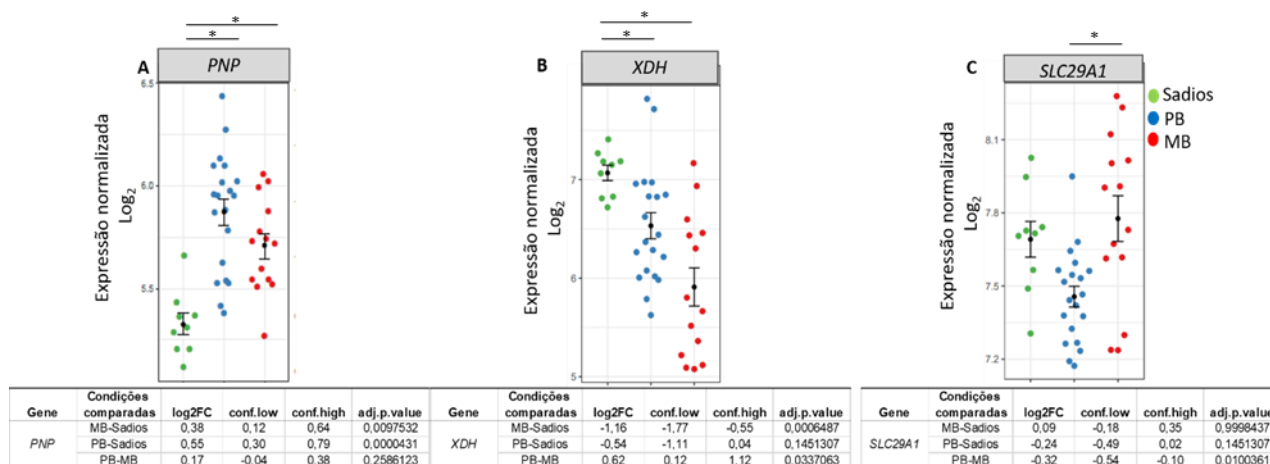 *
*
A
PNP
Expressão normalizada
Log2
6.5
6.0
5.5
*
*
B
XDH
Expressão normalizada
Log2
7
6
5
*
C
SLC29A1
Expressão normalizada
Log2
8.1
7.8
7.5
7.2
Sadios
PB
MB
Gene Condições comparadas log2FC conf.low conf.high adj.p.value
PNP
MB-Sadios 0,38 0,12 0,64 0,0097532
PB-Sadios 0,55 0,30 0,79 0,0000431
PB-MB 0,17 -0,04 0,38 0,2586123
Gene Condições comparadas log2FC conf.low conf.high adj.p.value
XDH
MB-Sadios -1,16 -1,77 -0,55 0,0006487
PB-Sadios -0,54 -1,11 0,04 0,1451307
PB-MB 0,62 0,12 1,12 0,0337063
Gene Condições comparadas log2FC conf.low conf.high adj.p.value
SLC29A1
MB-Sadios 0,09 -0,18 0,35 0,9998437
PB-Sadios -0,24 -0,49 0,02 0,1451307
PB-MB -0,32 -0,54 -0,10 0,0100361